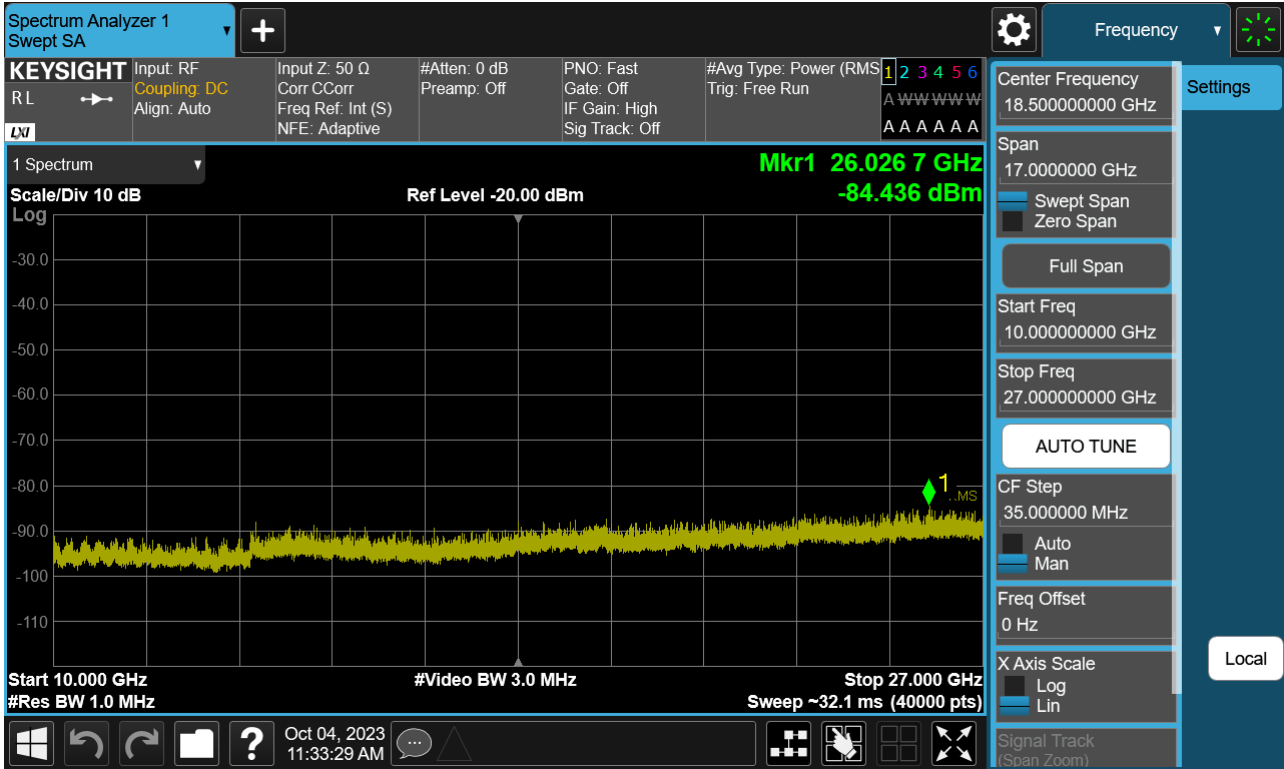 Spectrum Analyzer 1
Swept SA
Frequency
KEYSIGHT
R L
LXI
Input: RF
Coupling: DC
Align: Auto
Input Z: 50 Ω
Corr CCorr
Freq Ref: Int (S)
NFE: Adaptive
#Atten: 0 dB
Preamp: Off
PNO: Fast
Gate: Off
IF Gain: High
Sig Track: Off
#Avg Type: Power (RMS
Trig: Free Run
1 2 3 4 5 6
A W W W W W
A A A A A A
1 Spectrum
Scale/Div 10 dB
Ref Level -20.00 dBm
Mkr1 26.026 7 GHz
-84.436 dBm
Log
-30.0
-40.0
-50.0
-60.0
-70.0
-80.0
-90.0
-100
-110
1
Start 10.000 GHz
#Video BW 3.0 MHz
Stop 27.000 GHz
#Res BW 1.0 MHz
Sweep ~32.1 ms (40000 pts)
Center Frequency
18.500000000 GHz
Settings
Span
17.0000000 GHz
Swept Span
Zero Span
Full Span
Start Freq
10.000000000 GHz
Stop Freq
27.000000000 GHz
AUTO TUNE
CF Step
35.000000 MHz
Auto
Man
Freq Offset
0 Hz
X Axis Scale
Log
Lin
Local
Signal Track
(Span Zoom)
?
Oct 04, 2023
11:33:29 AM